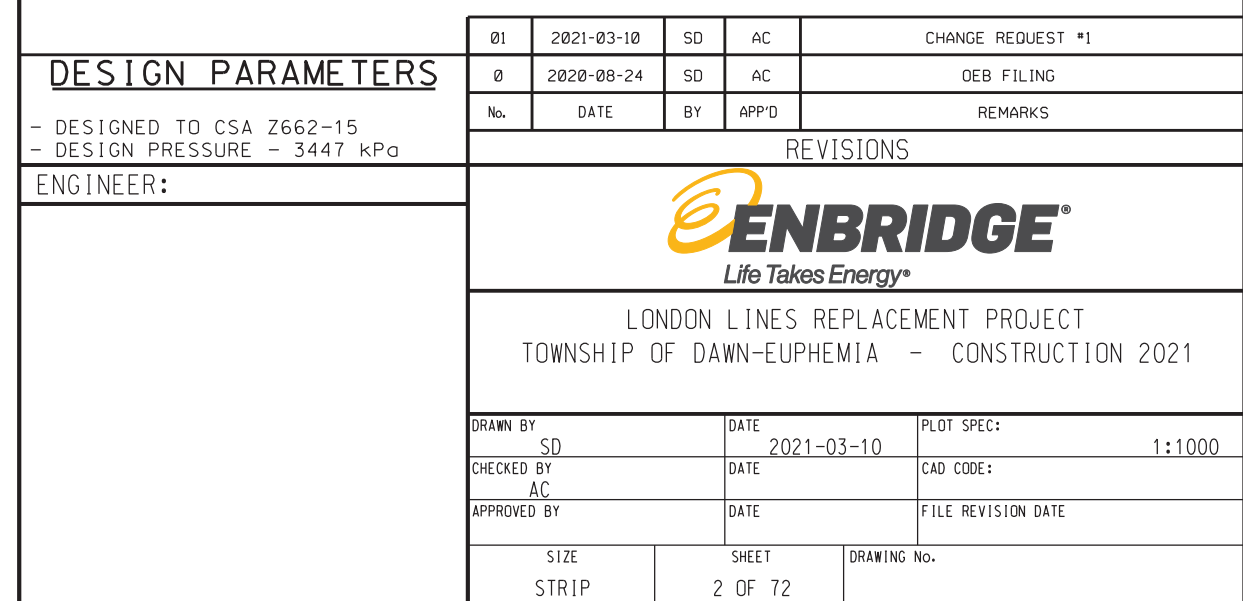 DESIGN PARAMETERS
- DESIGNED TO CSA Z662-15
- DESIGN PRESSURE - 3447 kPa
ENGINEER:
01 2021-03-10 SD AC CHANGE REQUEST #1
0 2020-08-24 SD AC OEB FILING
No. DATE BY APP'D REMARKS
REVISIONS
ENBRIDGE®
Life Takes Energy®
LONDON LINES REPLACEMENT PROJECT
TOWNSHIP OF DAWN-EUPHEMIA - CONSTRUCTION 2021
DRAWN BY DATE PLOT SPEC:
SD 2021-03-10 1:1000
CHECKED BY DATE CAD CODE:
AC
APPROVED BY DATE FILE REVISION DATE
SIZE SHEET DRAWING No.
STRIP 2 OF 72